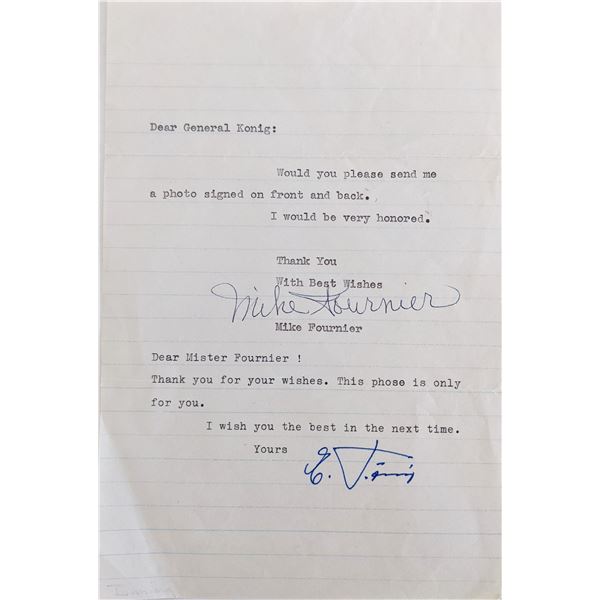 Dear General Konig:
Would you please send me
a photo signed on front and back.
I would be very honored.
Thank You
With Best Wishes
Mike Fournier
Mike Fournier
Dear Mister Fournier !
Thank you for your wishes. This phose is only
for you.
I wish you the best in the next time.
Yours
E.